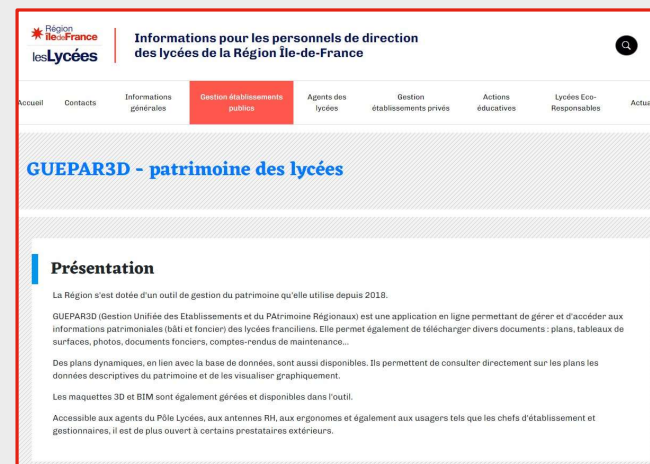 Région
îledeFrance
lesLycées
Informations pour les personnels de direction
des lycées de la Région Île-de-France
Accueil
Contacts
Informations
générales
Gestion établissements
publics
Agents des
lycées
Gestion
établissements privés
Actions
éducatives
Lycées Eco-
Responsables
Actua
GUEPAR3D - patrimoine des lycées
Présentation
La Région s'est dotée d'un outil de gestion du patrimoine qu'elle utilise depuis 2018.
GUEPAR3D (Gestion Unifiée des Etablissements et du PAtrimoine Régionaux) est une application en ligne permettant de gérer et d'accéder aux
informations patrimoniales (bâti et foncier) des lycées franciliens. Elle permet également de télécharger divers documents : plans, tableaux de
surfaces, photos, documents fonciers, comptes-rendus de maintenance...
Des plans dynamiques, en lien avec la base de données, sont aussi disponibles. Ils permettent de consulter directement sur les plans les
données descriptives du patrimoine et de les visualiser graphiquement.
Les maquettes 3D et BIM sont également gérées et disponibles dans l'outil.
Accessible aux agents du Pôle Lycées, aux antennes RH, aux ergonomes et également aux usagers tels que les chefs d'établissement et
gestionnaires, il est de plus ouvert à certains prestataires extérieurs.